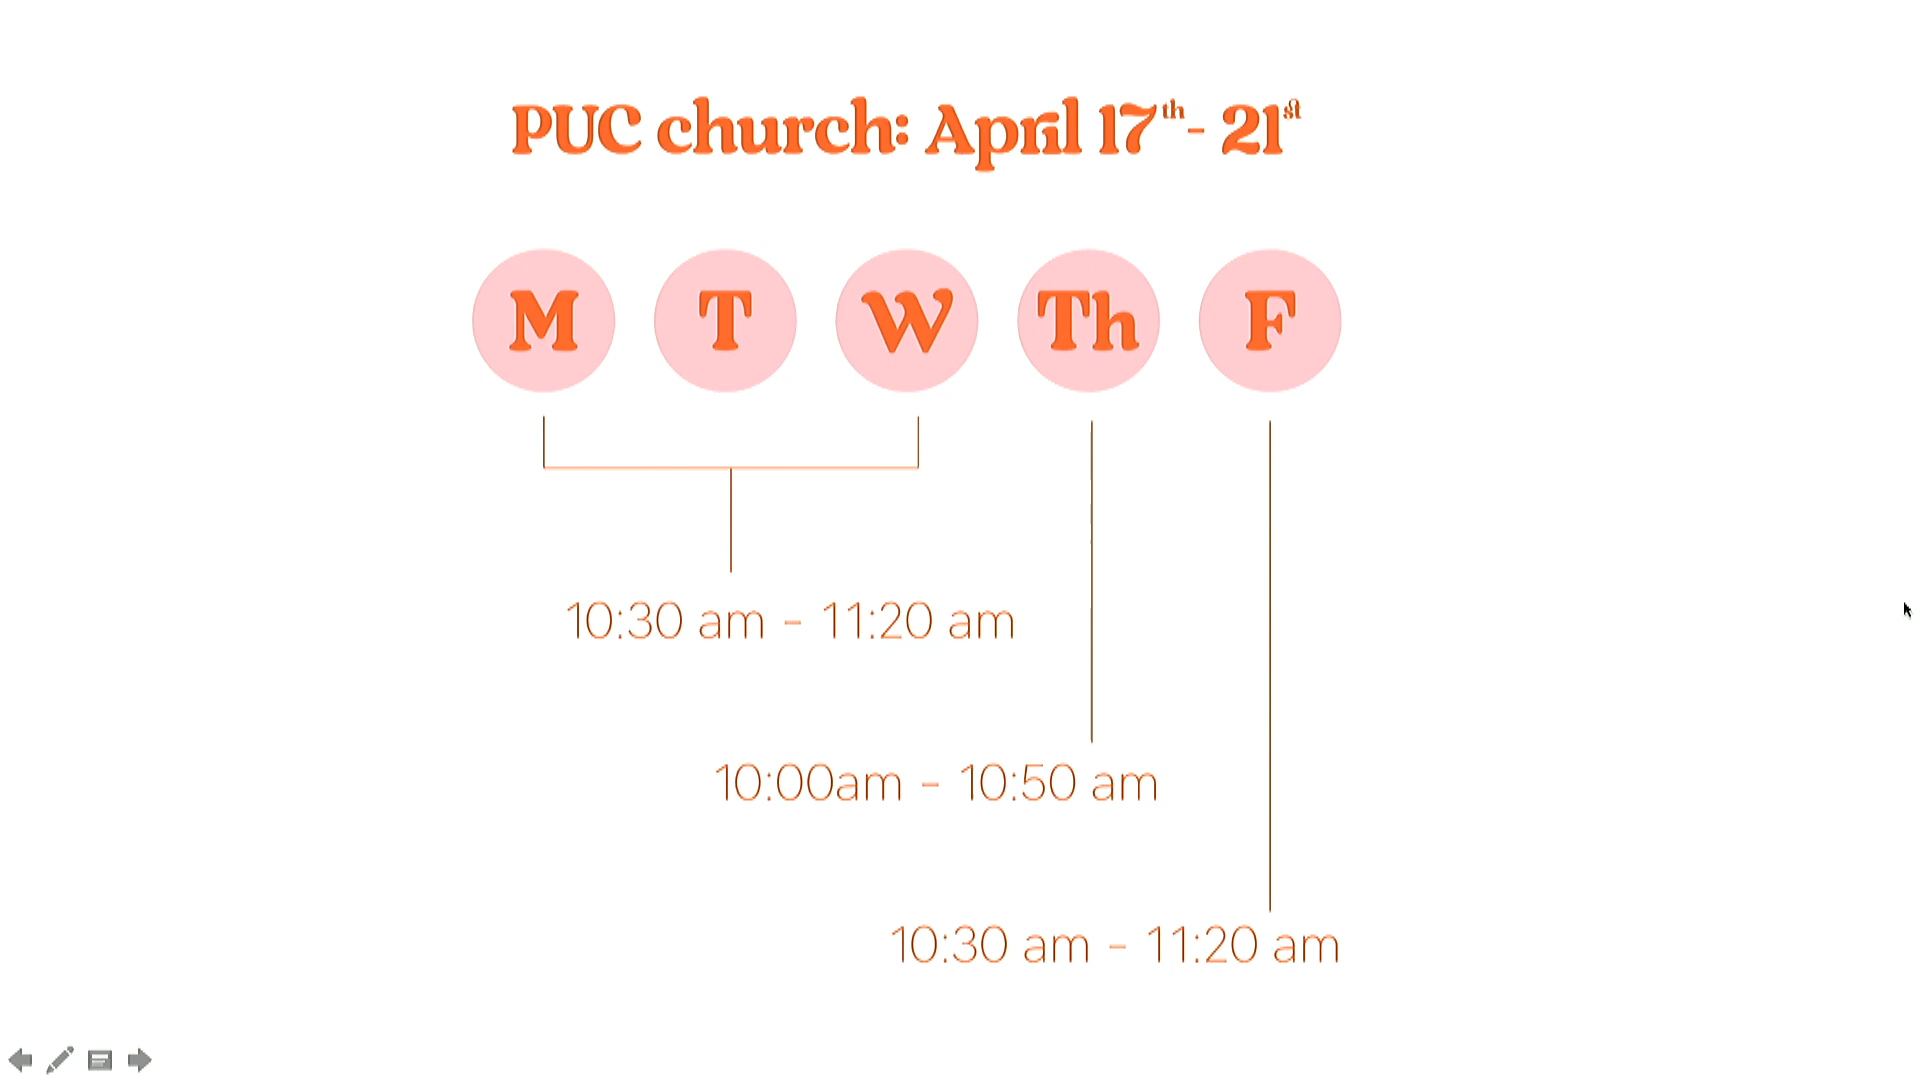 PUC church: April 17th- 21st
M T W Th F
10:30 am - 11:20 am
10:00am - 10:50 am
10:30 am - 11:20 am